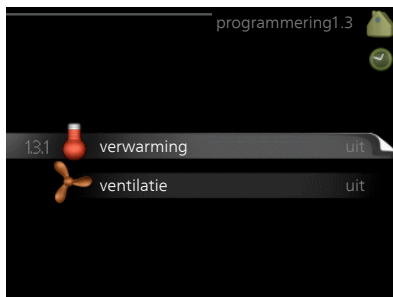 programmering1.3
1.3.1 verwarming uit
ventilatie uit